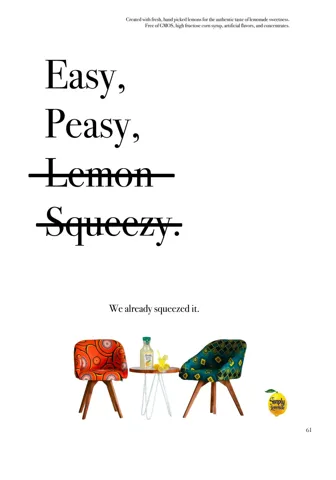 Created with fresh, hand picked lemons for the authentic taste of lemonade sweetness.
Free of GMOS, high fructose corn syrup, artificial flavors, and concentrates.
Easy,
Peasy,
Lemon
Squeezy.
We already squeezed it.
Simply
Lemonade
61